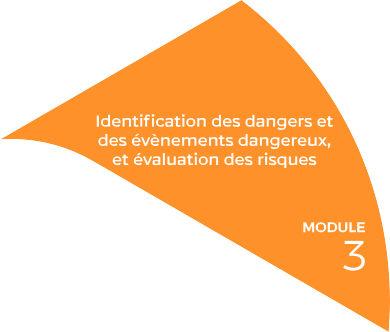 Identification des dangers et
des évènements dangereux,
et évaluation des risques
MODULE
3